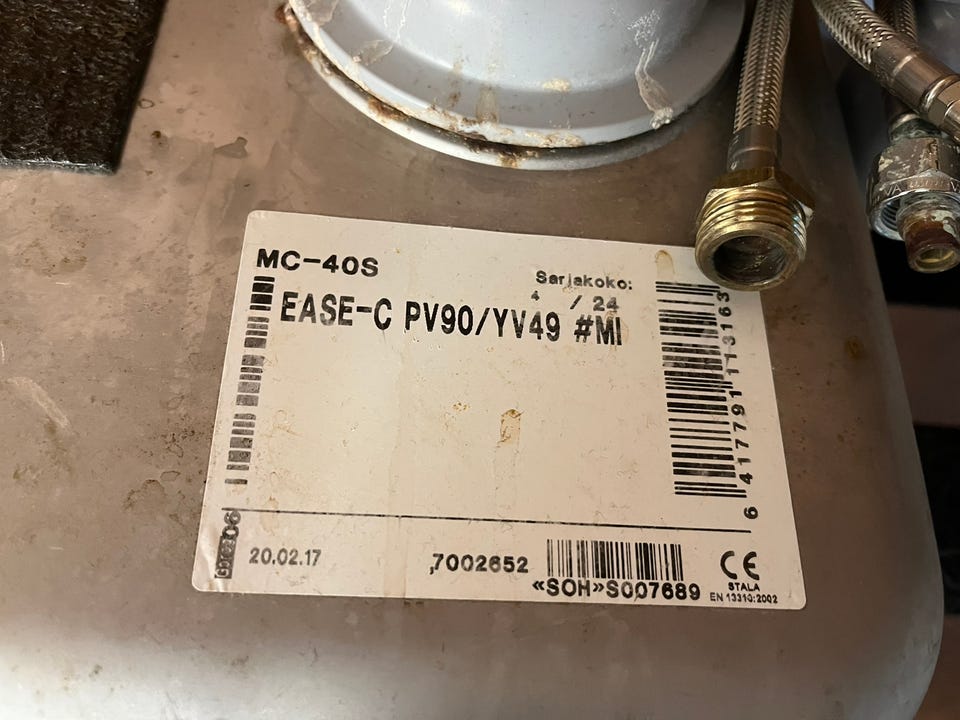 MC-40S
Sarjakoko:
4 / 24
EASE-C PV90/YV49 #MI
6 417791 113163
06
20.02.17
7002652
«SOH»S007689
CE
STALA
EN 13310:2002